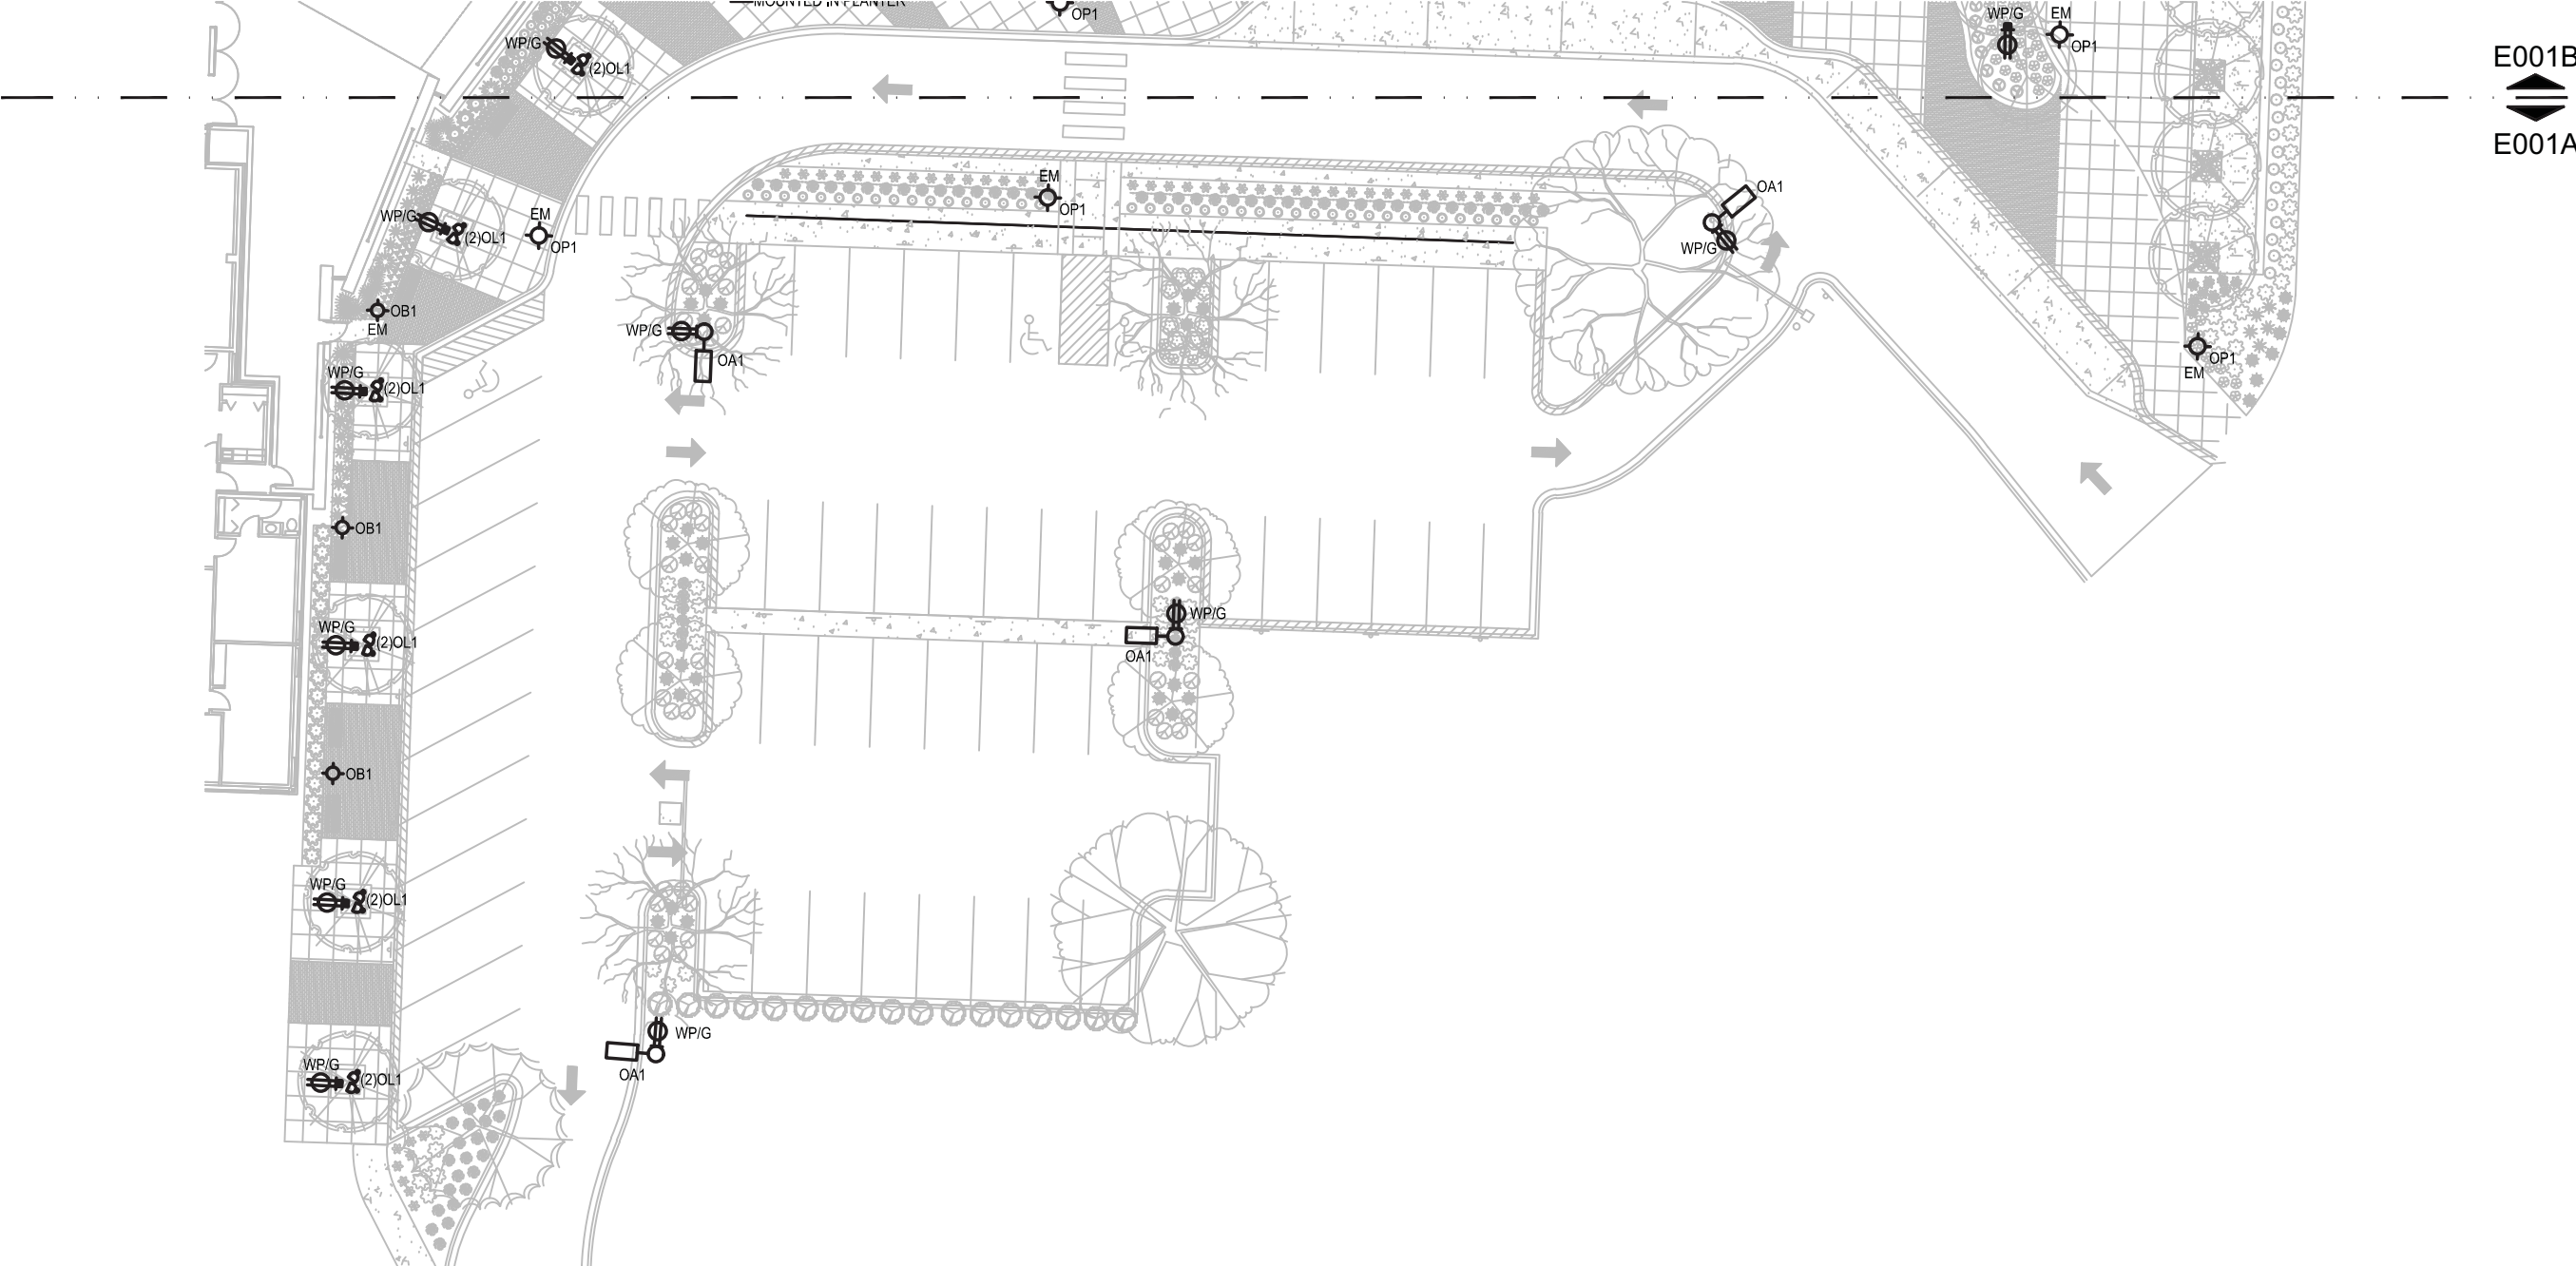 MOUNTED IN PLANTER
OP1
WP/G
EM
OP1
WP/G
(2)OL1
E001B
E001A
EM
OP1
OA1
WP/G
WP/G
(2)OL1
EM
OP1
OB1
EM
WP/G
OA1
EM
OP1
WP/G
(2)OL1
OB1
WP/G
OA1
WP/G
(2)OL1
OB1
WP/G
(2)OL1
WP/G
OA1
WP/G
(2)OL1